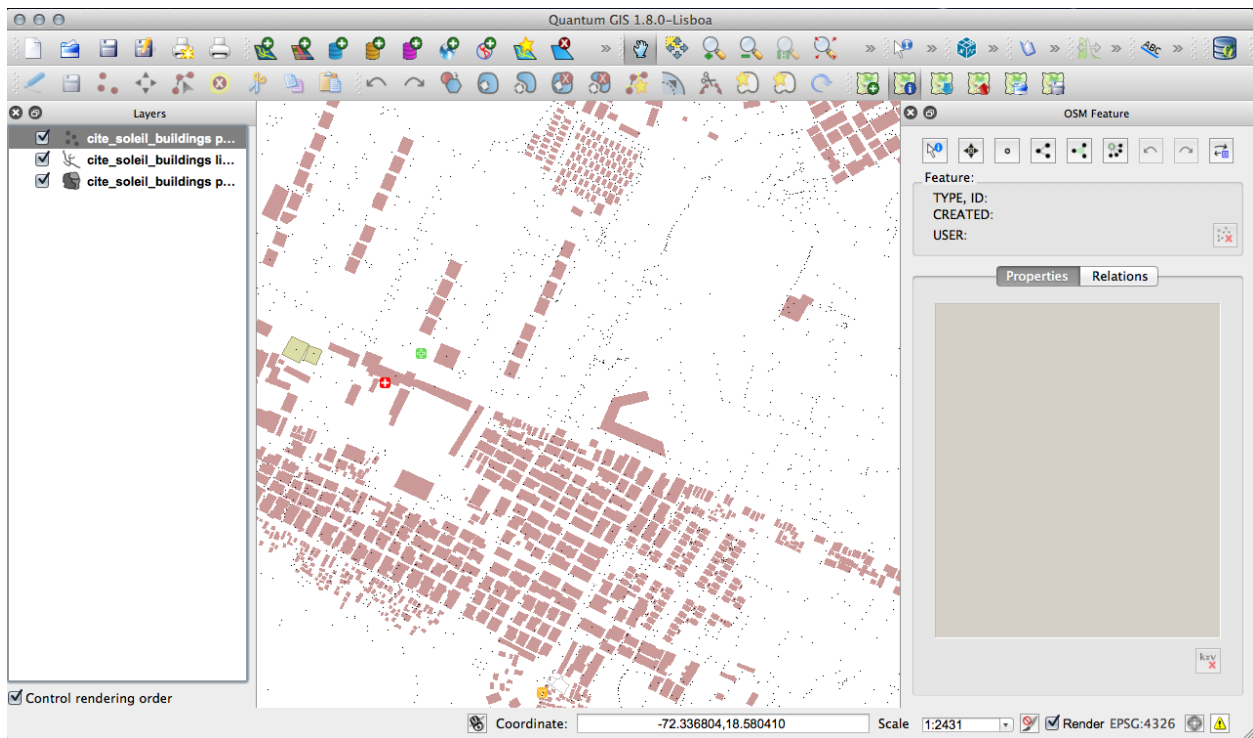 Quantum GIS 1.8.0-Lisboa
ABC
Layers
cite_soleil_buildings p...
cite_soleil_buildings li...
cite_soleil_buildings p...
Control rendering order
OSM Feature
Feature:
TYPE, ID:
CREATED:
USER:
Properties
Relations
k=v
Coordinate:
-72.336804,18.580410
Scale
1:2431
Render
EPSG:4326